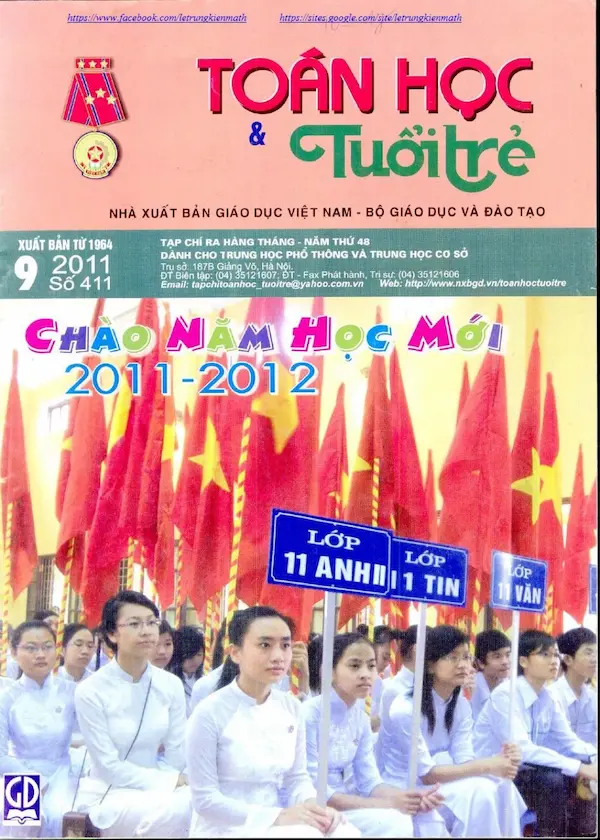 https://www.facebook.com/letrungkienmath https://sites.google.com/site/letrungkienmath
TOÁN HỌC
& Tuổi trẻ
NHÀ XUẤT BẢN GIÁO DỤC VIỆT NAM - BỘ GIÁO DỤC VÀ ĐÀO TẠO
XUẤT BẢN TỪ 1964
9 2011
Số 411
TẠP CHÍ RA HÀNG THÁNG - NĂM THỨ 48
DÀNH CHO TRUNG HỌC PHỔ THÔNG VÀ TRUNG HỌC CƠ SỞ
Trụ sở: 187B Giảng Võ, Hà Nội.
ĐT Biên tập: (04) 35121607; ĐT - Fax Phát hành, Trị sự: (04) 35121606
Email: tapchitoanhoc_tuoitre@yahoo.com.vn Web: http://www.nxbgd.vn/toanhoctuoitre
CHÀO NĂM HỌC MỚI
2011-2012
LỚP
11 ANH
LỚP
1 TIN
LỚP
11 VĂN
GD